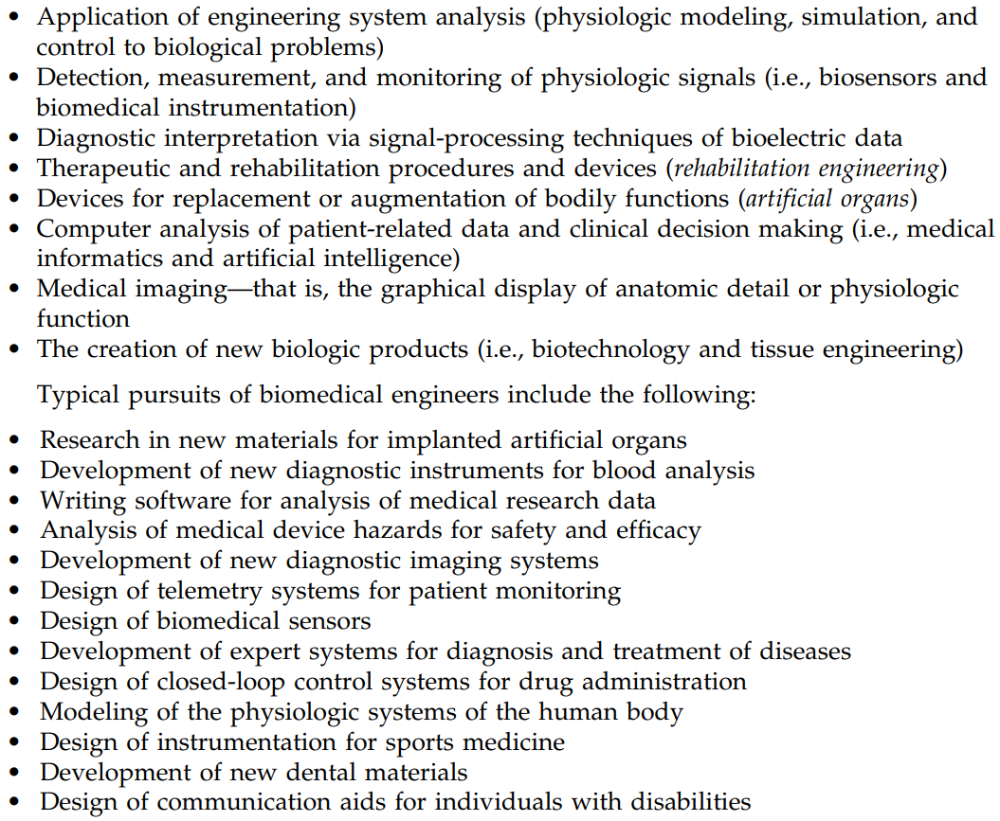 • Application of engineering system analysis (physiologic modeling, simulation, and
control to biological problems)
• Detection, measurement, and monitoring of physiologic signals (i.e., biosensors and
biomedical instrumentation)
• Diagnostic interpretation via signal-processing techniques of bioelectric data
• Therapeutic and rehabilitation procedures and devices (rehabilitation engineering)
• Devices for replacement or augmentation of bodily functions (artificial organs)
• Computer analysis of patient-related data and clinical decision making (i.e., medical
informatics and artificial intelligence)
• Medical imaging—that is, the graphical display of anatomic detail or physiologic
function
• The creation of new biologic products (i.e., biotechnology and tissue engineering)
Typical pursuits of biomedical engineers include the following:
• Research in new materials for implanted artificial organs
• Development of new diagnostic instruments for blood analysis
• Writing software for analysis of medical research data
• Analysis of medical device hazards for safety and efficacy
• Development of new diagnostic imaging systems
• Design of telemetry systems for patient monitoring
• Design of biomedical sensors
• Development of expert systems for diagnosis and treatment of diseases
• Design of closed-loop control systems for drug administration
• Modeling of the physiologic systems of the human body
• Design of instrumentation for sports medicine
• Development of new dental materials
• Design of communication aids for individuals with disabilities